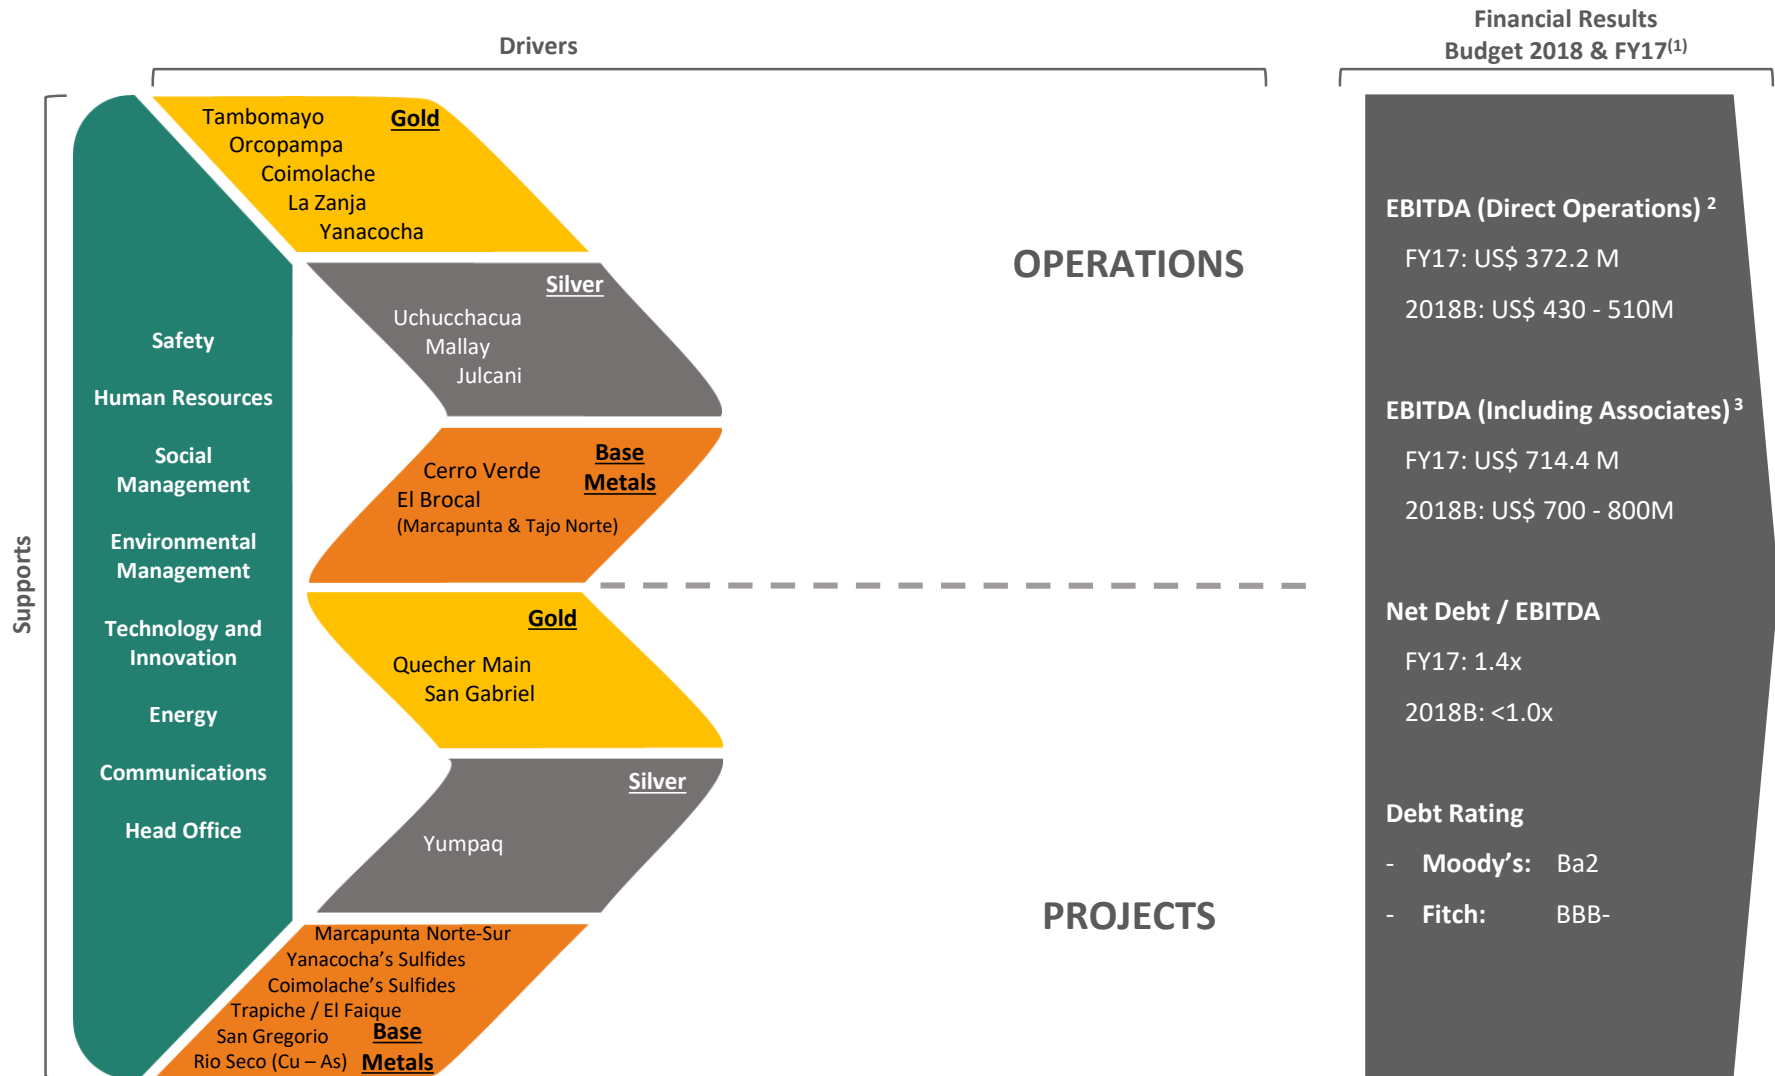 Drivers
Financial Results
Budget 2018 & FY17(1)
Supports
Safety
Human Resources
Social
Management
Environmental
Management
Technology and
Innovation
Energy
Communications
Head Office
Gold
Tambomayo
Orcopampa
Coimolache
La Zanja
Yanacocha
Silver
Uchucchacua
Mallay
Julcani
Base
Metals
Cerro Verde
El Brocal
(Marcapunta & Tajo Norte)
OPERATIONS
Gold
Quecher Main
San Gabriel
Silver
Yumpaq
Marcapunta Norte-Sur
Yanacocha’s Sulfides
Coimolache’s Sulfides
Trapiche / El Faique
San Gregorio
Rio Seco (Cu – As)
Base
Metals
PROJECTS
EBITDA (Direct Operations) 2
FY17: US$ 372.2 M
2018B: US$ 430 - 510M
EBITDA (Including Associates) 3
FY17: US$ 714.4 M
2018B: US$ 700 - 800M
Net Debt / EBITDA
FY17: 1.4x
2018B: <1.0x
Debt Rating
- Moody’s: Ba2
- Fitch: BBB-